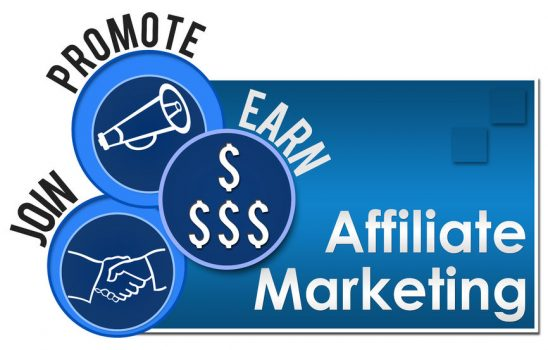 PROMOTE
EARN
JOIN
$
$$$
Affiliate
Marketing